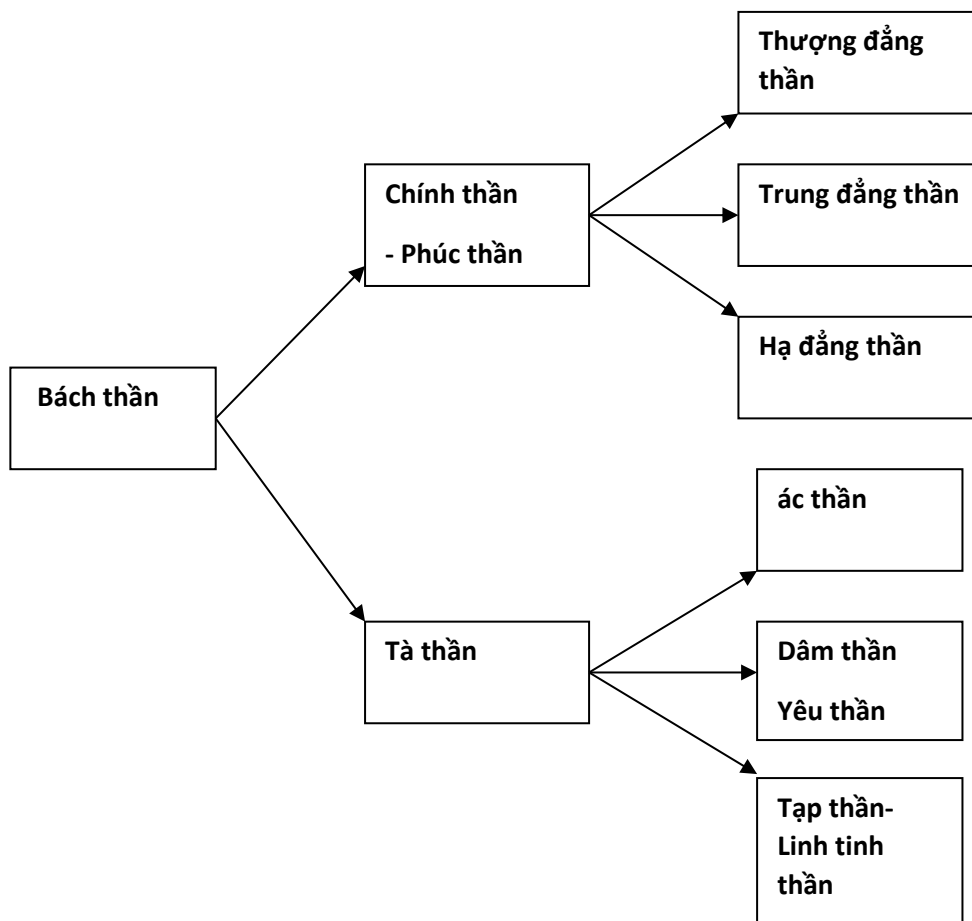 Thượng đẳng
thần
Chính thần
- Phúc thần
Trung đẳng thần
Hạ đẳng thần
Bách thần
ác thần
Tà thần
Dâm thần
Yêu thần
Tạp thần-
Linh tinh
thần